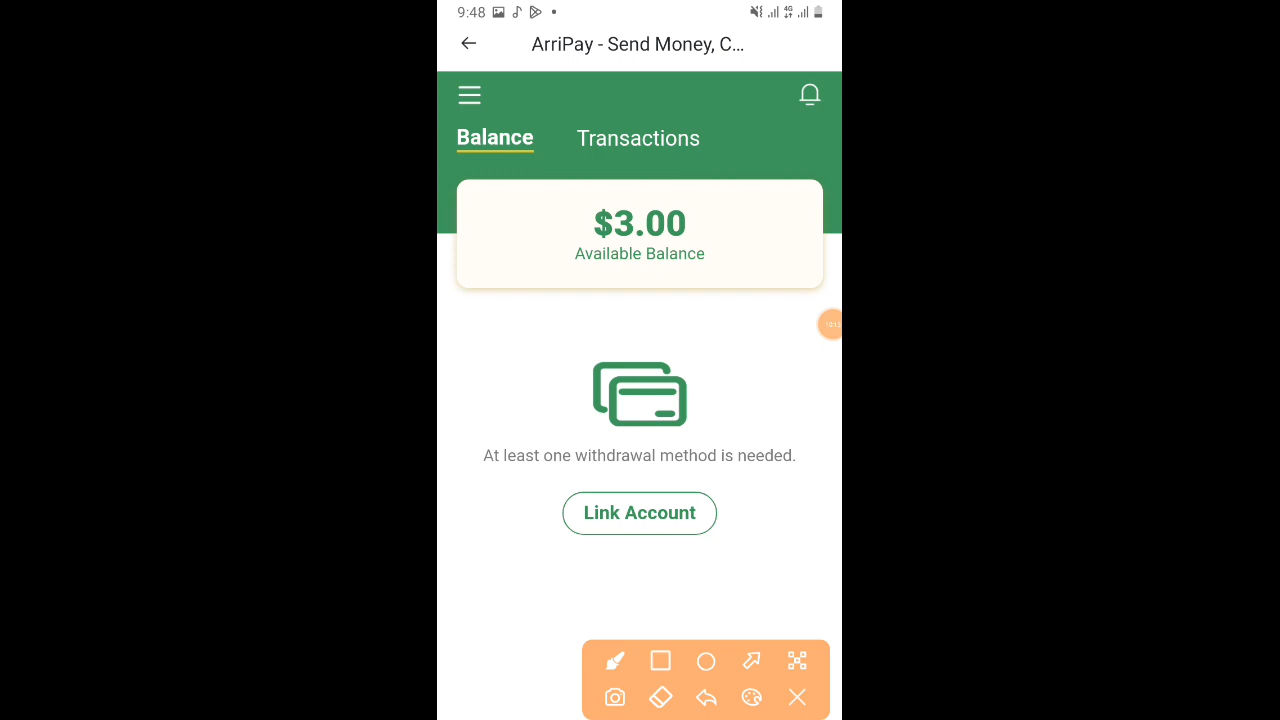 9:48
4G
ArriPay - Send Money, C...
Balance Transactions
$3.00
Available Balance
At least one withdrawal method is needed.
Link Account